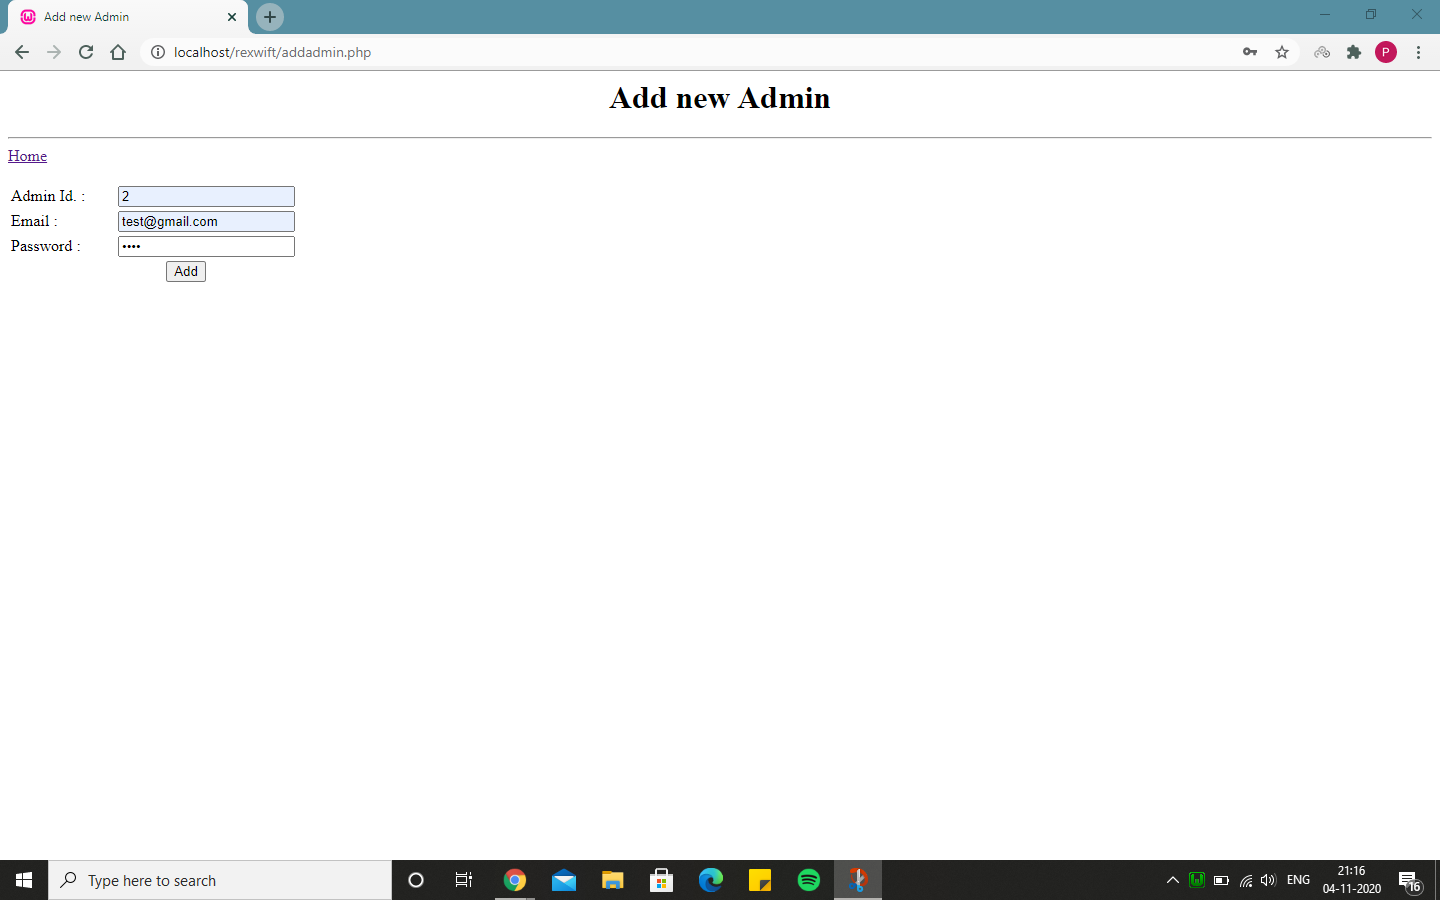 Add new Admin
localhost/rexwift/addadmin.php
P
Add new Admin
Home
Admin Id. : 2
Email : test@gmail.com
Password : ••••
Add
Type here to search
ENG
21:16
04-11-2020
16